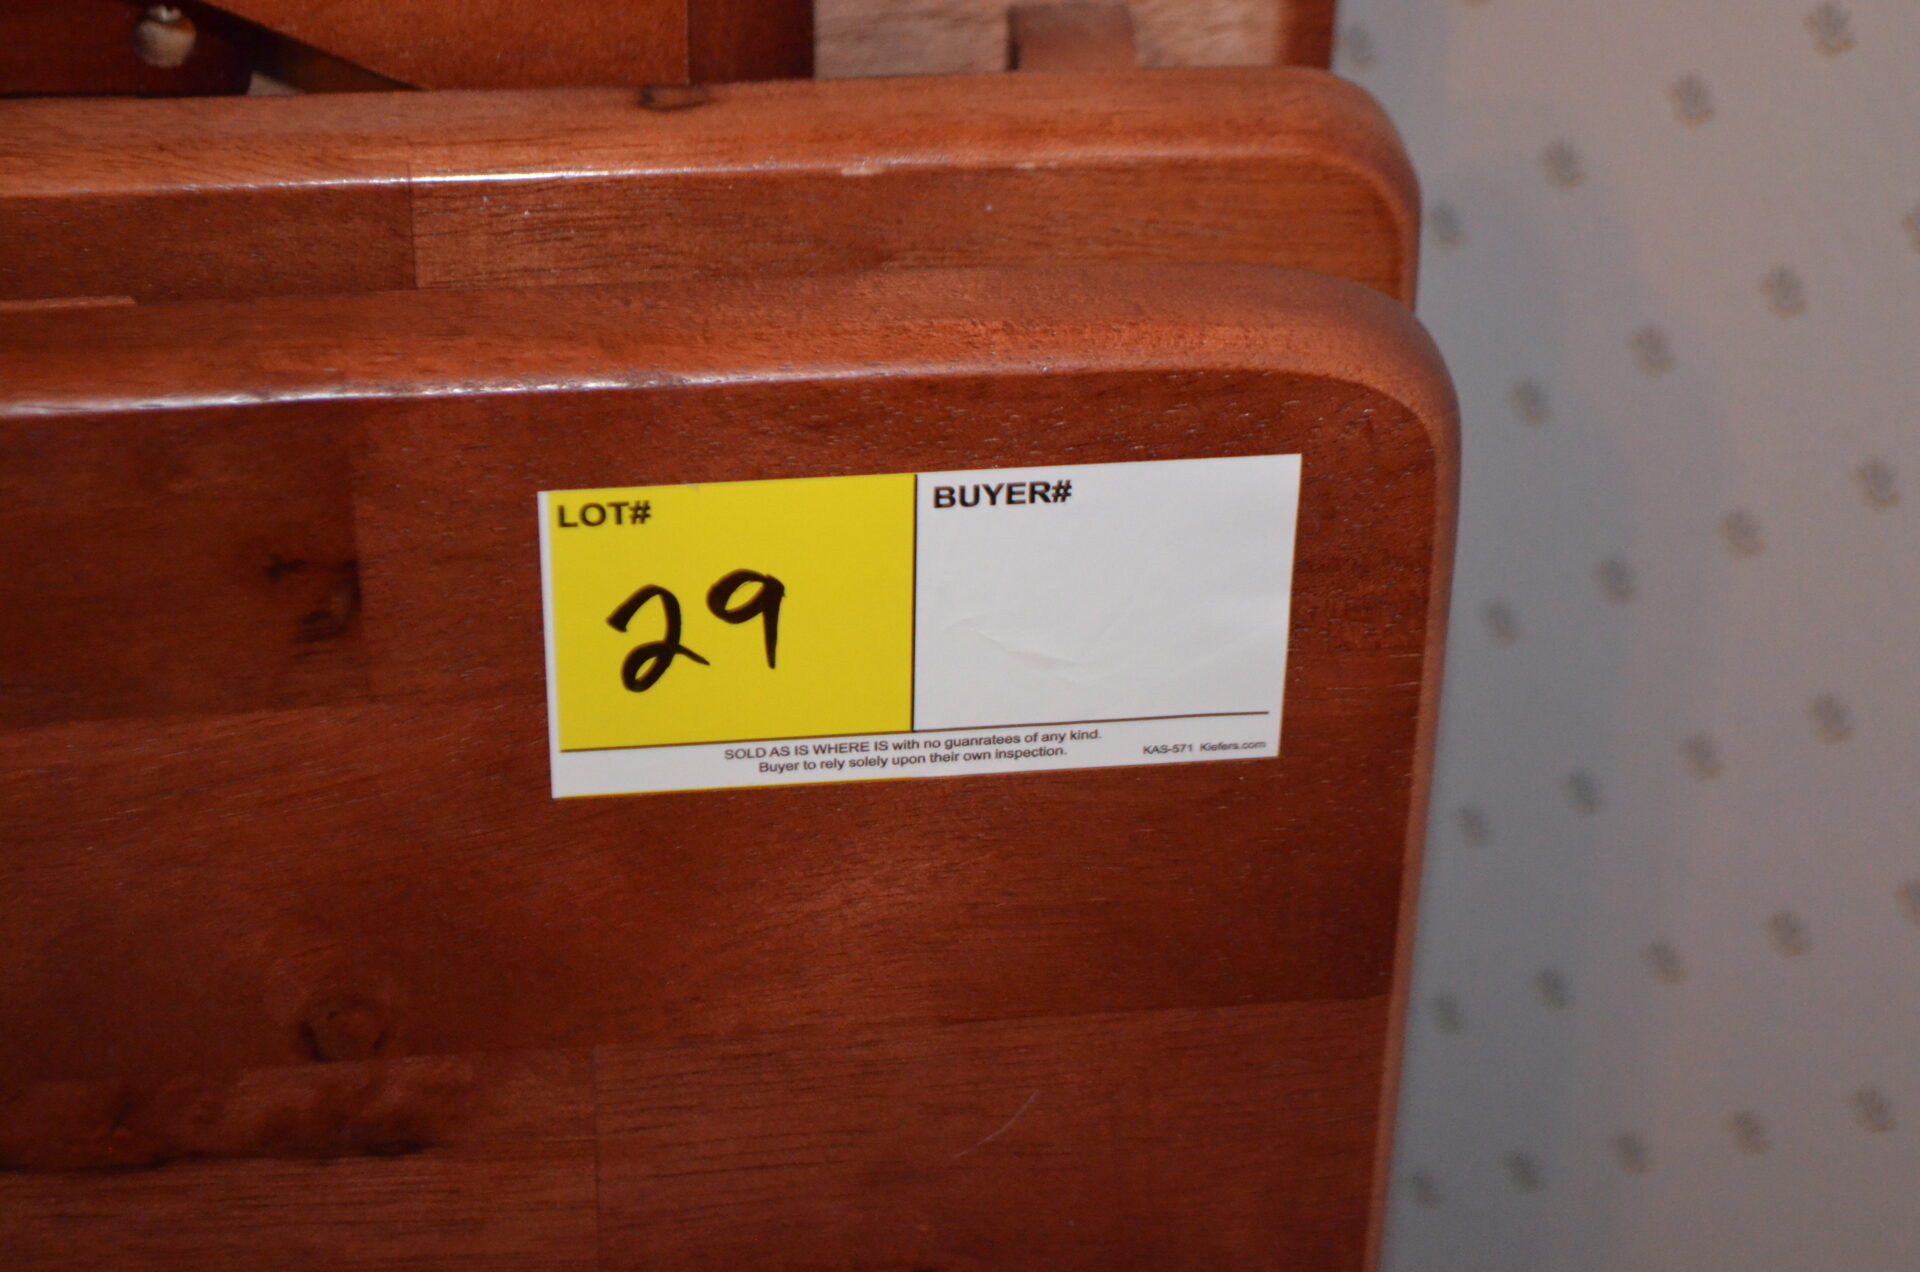 LOT#
BUYER#
29
SOLD AS IS WHERE IS with no guanratees of any kind.
Buyer to rely solely upon their own inspection.
KAS-571 Kiefers.com